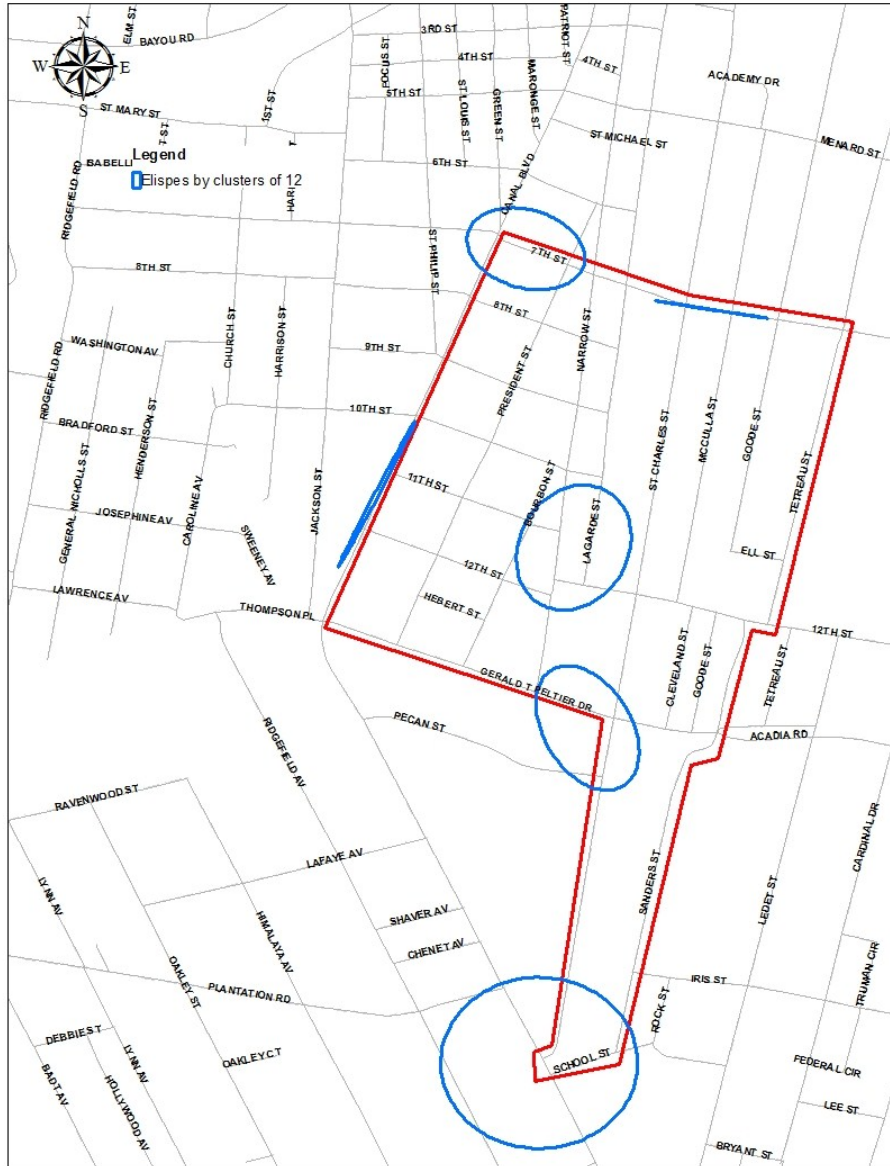 ELM ST
BAYOU RD
N
W
E
S
3RD ST
PATRIOT ST
FOCUS ST
4TH ST
4TH ST
5TH ST
ST LOUIS ST
GREEN ST
MARONGE ST
ACADEMY DR
ST MARY ST
1ST ST
ST MICHAEL ST
MENARD ST
Legend
ISABELLI
Elispes by clusters of 12
HARI
6TH ST
CANAL BLVD
RIDGEFIELD RD
ST PHILIP ST
7TH ST
8TH ST
8TH ST
NARROW ST
WASHINGTON AV
CHURCH ST
HARRISON ST
9TH ST
PRESIDENT ST
RIDGEFIELD RD
BRADFORD ST
HENDERSON ST
10TH ST
ST CHARLES ST
MCCULLA ST
GOODE ST
TETREAU ST
GENERAL NICHOLLS ST
CAROLINE AV
JACKSON ST
11TH ST
BOURBON ST
LAGARDE ST
JOSEPHINE AV
SWEENEY AV
ELL ST
12TH ST
LAWRENCE AV
THOMPSON PL
HEBERT ST
12TH ST
CLEVELAND ST
GOODE ST
TETREAU ST
GERALD T PELTIER DR
PECAN ST
ACADIA RD
RIDGEFIELD AV
RAVENWOOD ST
LAFAYE AV
CARDINAL DR
LYNN AV
HIMALAYA AV
SHAVER AV
SANDERS ST
LEDET ST
CHENET AV
OAKLEY ST
PLANTATION RD
IRIS ST
TRUMAN CIR
ROCK ST
DEBBIE ST
LYNN AV
OAKLEY CT
SCHOOL ST
FEDERAL CIR
BADT AV
HOLLYWOOD AV
LEE ST
BRYANT ST